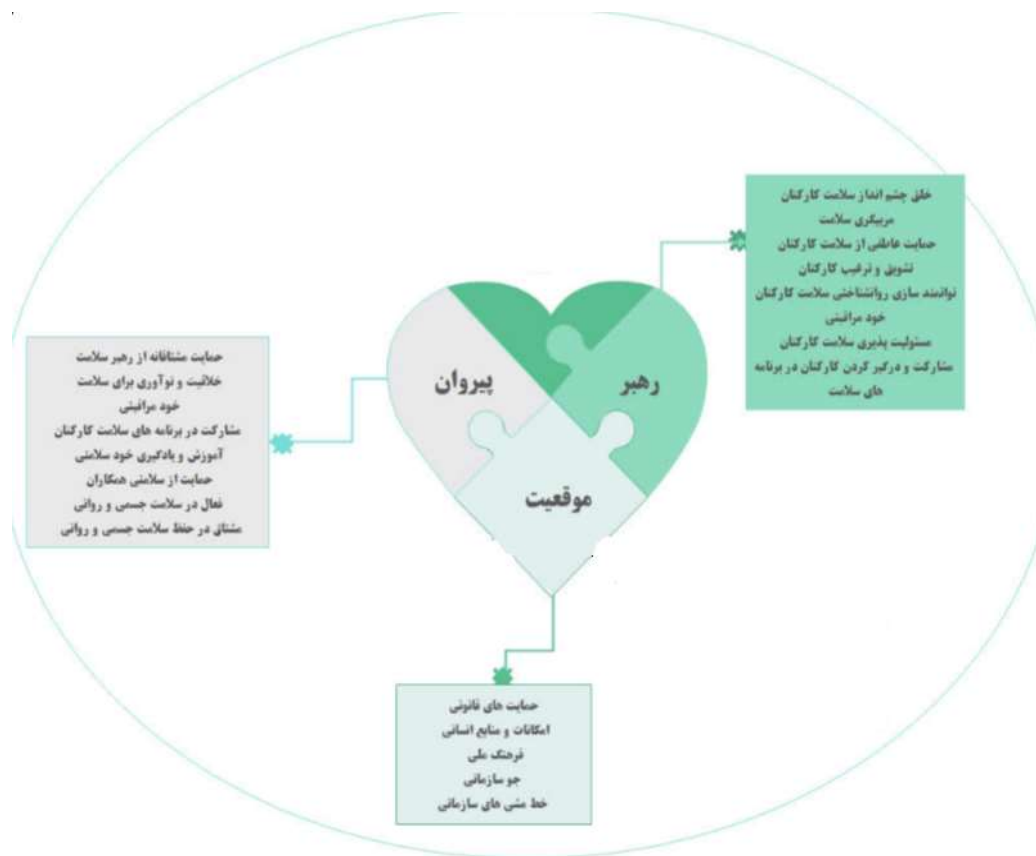 خلق چشم انداز سلامت کارکنان
مربیگری سلامت
حمایت عاطفی از سلامت کارکنان
تشویق و ترغیب کارکنان
توانمند سازی روانشناختی سلامت کارکنان
خود مراقبتی
مسئولیت پذیری سلامت کارکنان
مشارکت و درگیر کردن کارکنان در برنامه
های سلامت
رهبر
پیروان
موقعیت
حمایت مشتاقانه از رهبر سلامت
خلاقیت و نوآوری برای سلامت
خود مراقبتی
مشارکت در برنامه های سلامت کارکنان
آموزش و یادگیری خود سلامتی
حمایت از سلامتی همکاران
فعال در سلامت جسمی و روانی
مشتاق در حفظ سلامت جسمی و روانی
حمایت های قانونی
امکانات و منابع انسانی
فرهنگ ملی
جو سازمانی
خط مشی های سازمانی